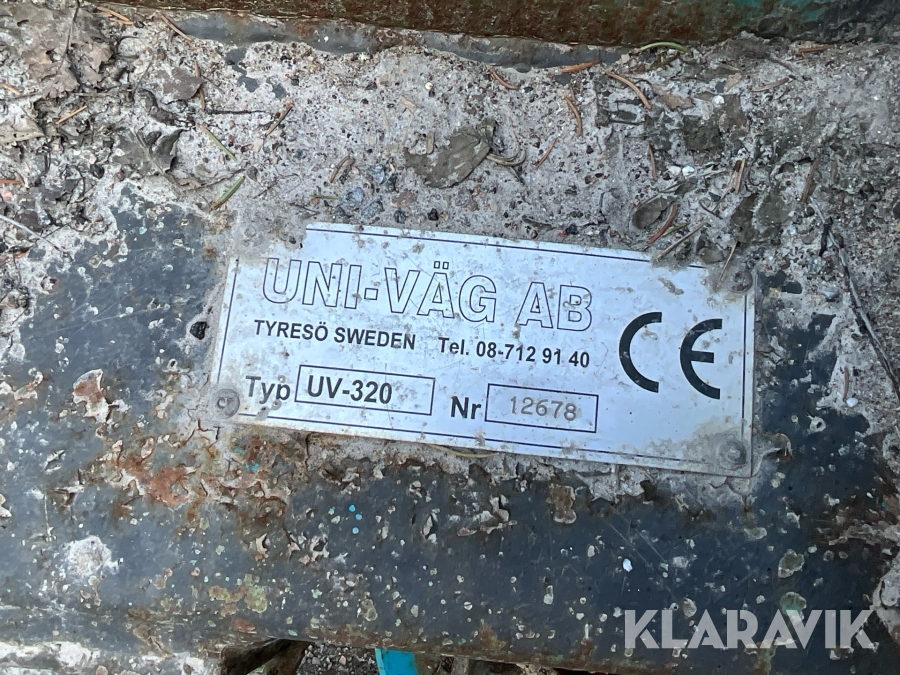 UNI-VÄG AB
TYRESÖ SWEDEN Tel. 08-712 91 40
CE
Typ UV-320 Nr 12678
KLARAVIK